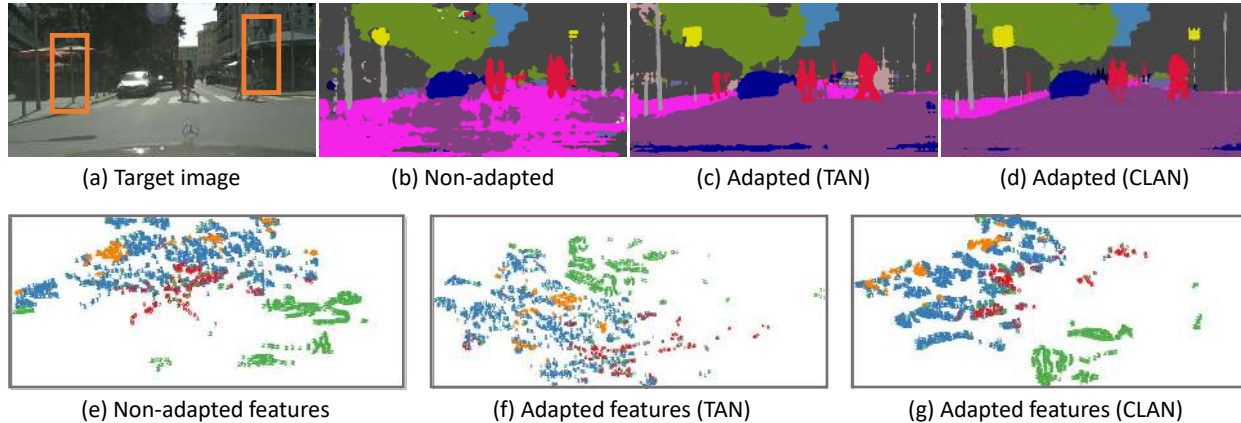 (a) Target image
(b) Non-adapted
(c) Adapted (TAN)
(d) Adapted (CLAN)
(e) Non-adapted features
(f) Adapted features (TAN)
(g) Adapted features (CLAN)